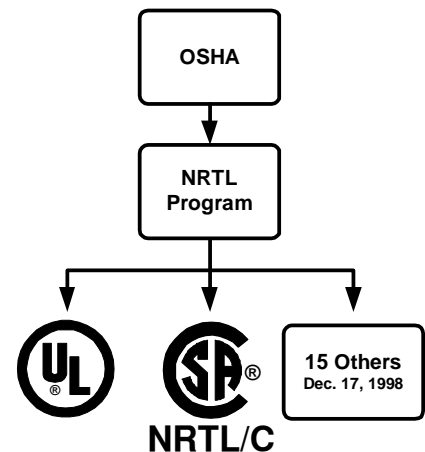 OSHA
NRTL
Program
UL
®
SA ®
15 Others
Dec. 17, 1998
NRTL/C